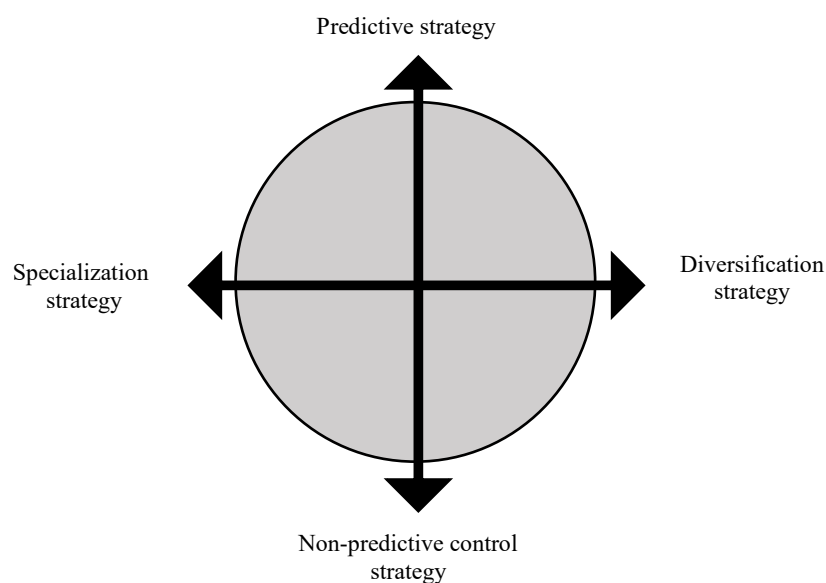 Predictive strategy
Specialization
strategy
Diversification
strategy
Non-predictive control
strategy